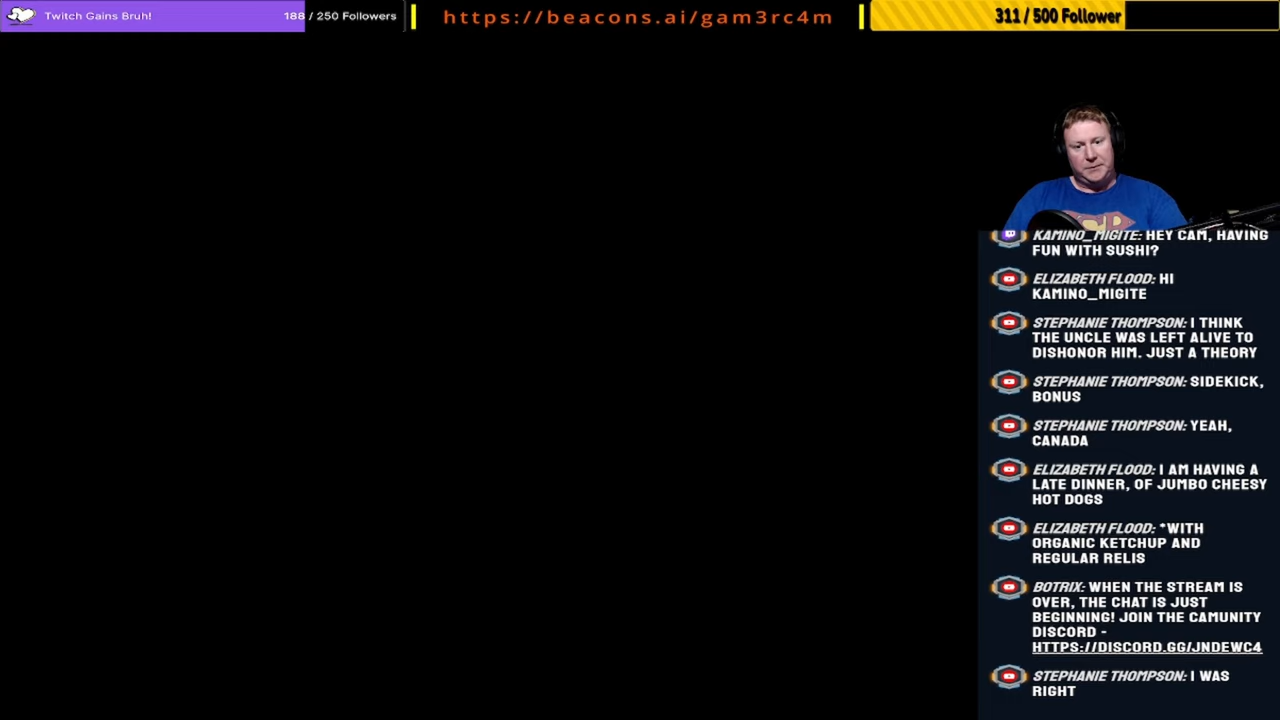 Twitch Gains Bruh!
188 / 250 Followers
https://beacons.ai/gam3rc4m
311 / 500 Follower
KAMINO_MIGITE: HEY CAM, HAVING
FUN WITH SUSHI?
ELIZABETH FLOOD: HI
KAMINO_MIGITE
STEPHANIE THOMPSON: I THINK
THE UNCLE WAS LEFT ALIVE TO
DISHONOR HIM. JUST A THEORY
STEPHANIE THOMPSON: SIDEKICK,
BONUS
STEPHANIE THOMPSON: YEAH,
CANADA
ELIZABETH FLOOD: I AM HAVING A
LATE DINNER, OF JUMBO CHEESY
HOT DOGS
ELIZABETH FLOOD: *WITH
ORGANIC KETCHUP AND
REGULAR RELIS
BOTRIX: WHEN THE STREAM IS
OVER, THE CHAT IS JUST
BEGINNING! JOIN THE CAMUNITY
DISCORD -
HTTPS://DISCORD.GG/JNDEWC4
STEPHANIE THOMPSON: I WAS
RIGHT